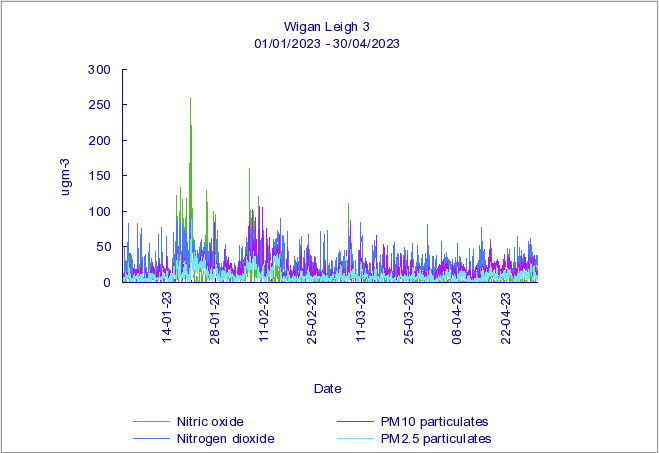 Wigan Leigh 3
01/01/2023 - 30/04/2023
300
250
200
150
100
50
0
ugm-3
14-01-23
28-01-23
11-02-23
25-02-23
11-03-23
25-03-23
08-04-23
22-04-23
Date
Nitric oxide
PM10 particulates
Nitrogen dioxide
PM2.5 particulates